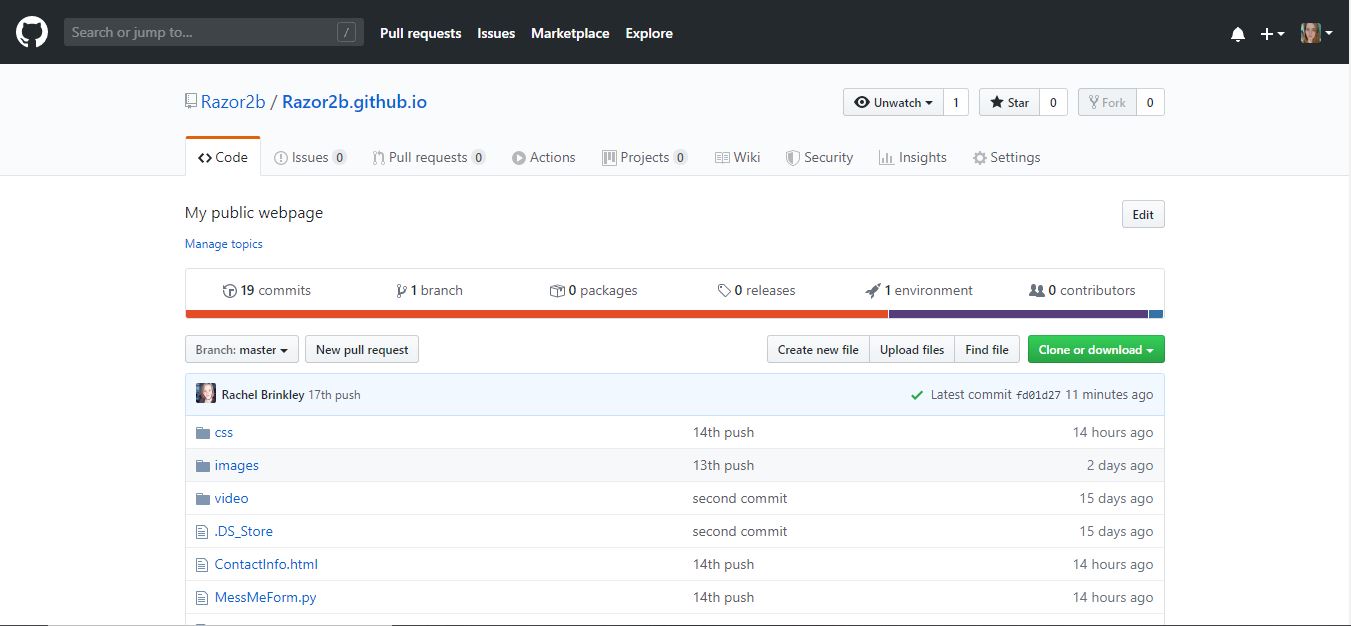 Search or jump to... / Pull requests Issues Marketplace Explore
Razor2b / Razor2b.github.io Unwatch 1 Star 0 Fork 0
Code Issues 0 Pull requests 0 Actions Projects 0 Wiki Security Insights Settings
My public webpage Edit
Manage topics
19 commits 1 branch 0 packages 0 releases 1 environment 0 contributors
Branch: master New pull request Create new file Upload files Find file Clone or download
Rachel Brinkley 17th push Latest commit fd01d27 11 minutes ago
css 14th push 14 hours ago
images 13th push 2 days ago
video second commit 15 days ago
.DS_Store second commit 15 days ago
ContactInfo.html 14th push 14 hours ago
MessMeForm.py 14th push 14 hours ago